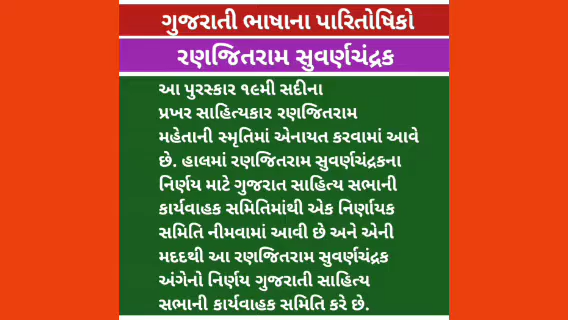 ગુજરાતી ભાષાના પારિતોષિકો
રણજિતરામ સુવર્ણચંદ્રક
આ પુરસ્કાર ૧૯મી સદીના
પ્રખર સાહિત્યકાર રણજિતરામ
મહેતાની સ્મૃતિમાં એનાયત કરવામાં આવે
છે. હાલમાં રણજિતરામ સુવર્ણચંદ્રકના
નિર્ણય માટે ગુજરાત સાહિત્ય સભાની
કાર્યવાહક સમિતિમાંથી એક નિર્ણાયક
સમિતિ નીમવામાં આવી છે અને એની
મદદથી આ રણજિતરામ સુવર્ણચંદ્રક
અંગેનો નિર્ણય ગુજરાતી સાહિત્ય
સભાની કાર્યવાહક સમિતિ કરે છે.